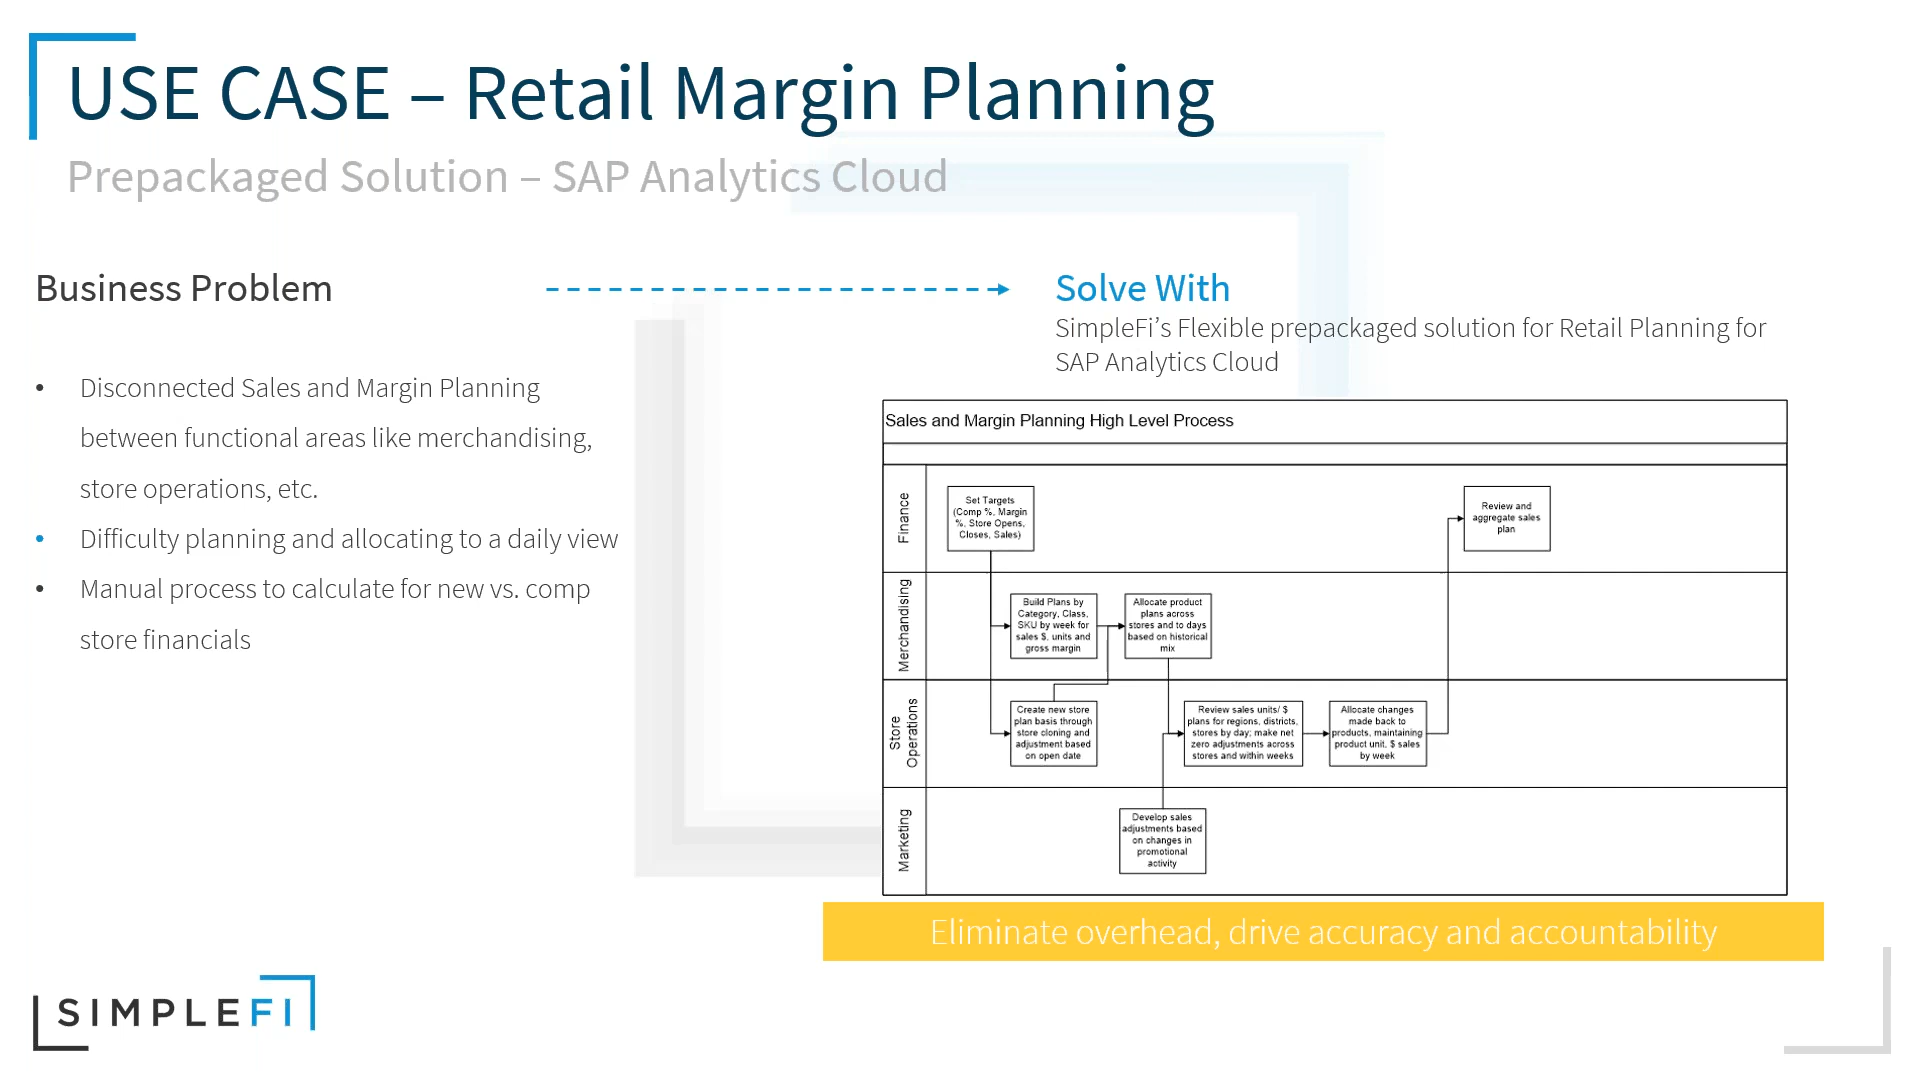 USE CASE – Retail Margin Planning
Prepackaged Solution – SAP Analytics Cloud
Business Problem
• Disconnected Sales and Margin Planning
between functional areas like merchandising,
store operations, etc.
• Difficulty planning and allocating to a daily view
• Manual process to calculate for new vs. comp
store financials
Solve With
SimpleFi’s Flexible prepackaged solution for Retail Planning for
SAP Analytics Cloud
Sales and Margin Planning High Level Process
Finance
Set Targets
(Comp %, Margin
%, Store Opens,
Closes, Sales)
Review and
aggregate sales
plan
Merchandising
Build Plans by
Category, Class,
SKU by week for
sales $, units and
gross margin
Allocate product
plans across
stores and to days
based on historical
mix
Store
Operations
Create new store
plan basis through
store cloning and
adjustment based
on open date
Review sales units/ $
plans for regions, districts,
stores by day; make net
zero adjustments across
stores and within weeks
Allocate changes
made back to
products, maintaining
product unit, $ sales
by week
Marketing
Develop sales
adjustments based
on changes in
promotional
activity
Eliminate overhead, drive accuracy and accountability
SIMPLEFI